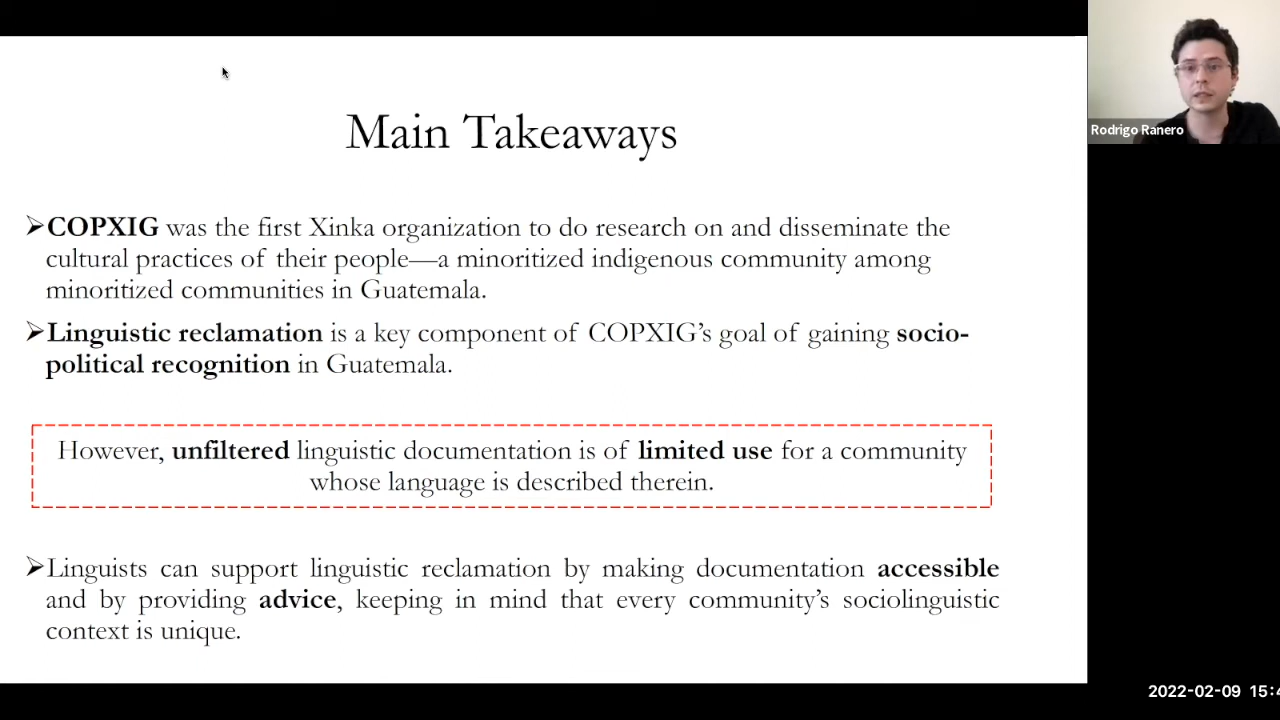 Main Takeaways
Rodrigo Ranero
➢COPXIG was the first Xinka organization to do research on and disseminate the
cultural practices of their people—a minoritized indigenous community among
minoritized communities in Guatemala.
➢Linguistic reclamation is a key component of COPXIG’s goal of gaining socio-
political recognition in Guatemala.
However, unfiltered linguistic documentation is of limited use for a community
whose language is described therein.
➢Linguists can support linguistic reclamation by making documentation accessible
and by providing advice, keeping in mind that every community’s sociolinguistic
context is unique.
2022-02-09